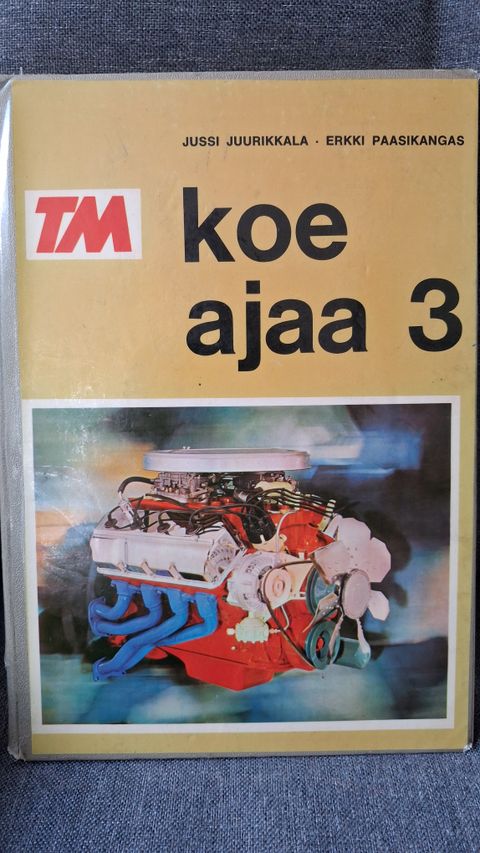 JUSSI JUURIKKALA · ERKKI PAASIKANGAS
TM
koe
ajaa 3